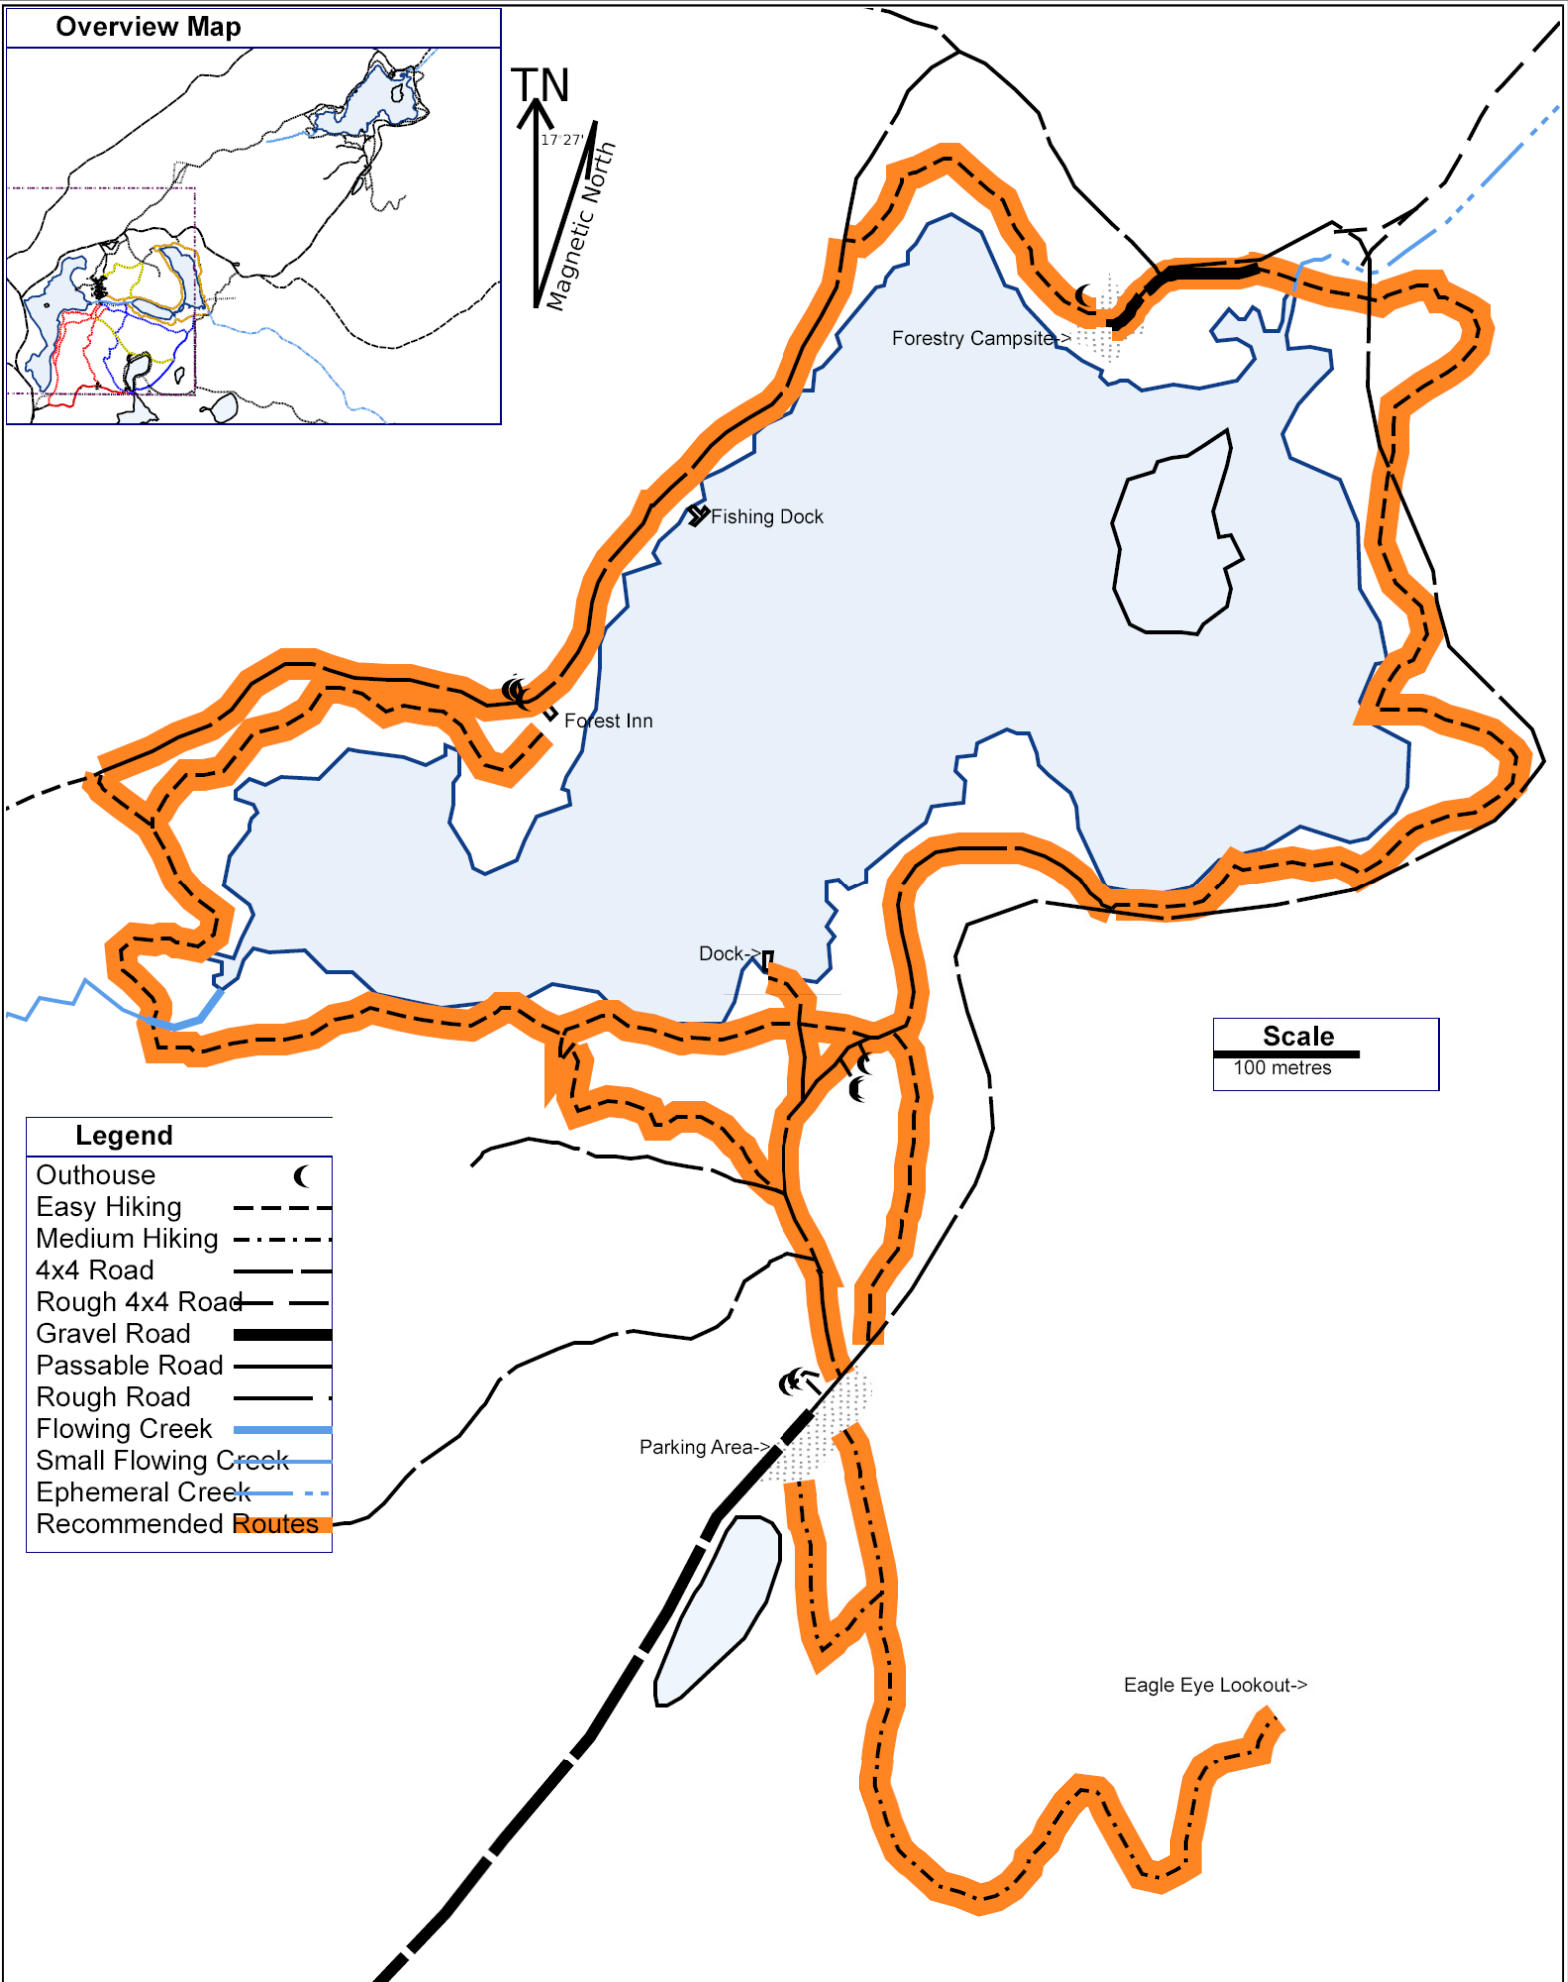 Overview Map
TN
17°27'
Magnetic North
Forestry Campsite->
Fishing Dock
Forest Inn
Dock->
Scale
100 metres
Legend
Outhouse
Easy Hiking
Medium Hiking
4x4 Road
Rough 4x4 Road
Gravel Road
Passable Road
Rough Road
Flowing Creek
Small Flowing Creek
Ephemeral Creek
Recommended Routes
Parking Area->
Eagle Eye Lookout->